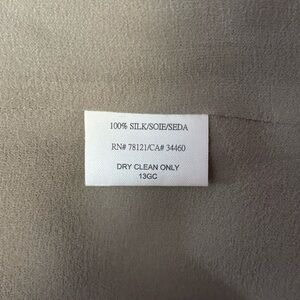 100% SILK/SOIE/SEDA
RN# 78121/CA# 34460
DRY CLEAN ONLY
13GC